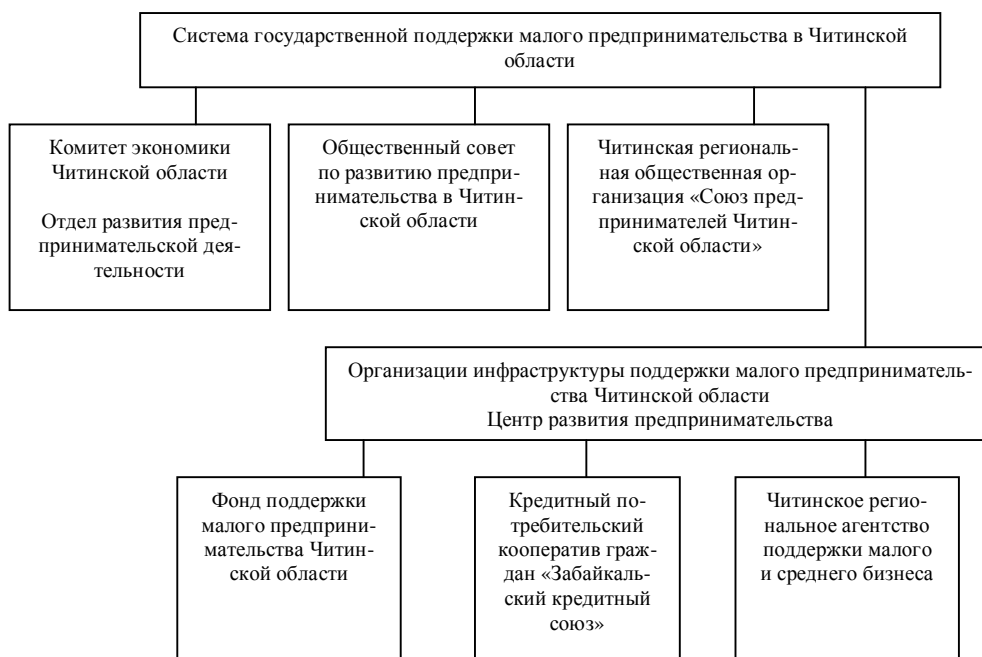 Система государственной поддержки малого предпринимательства в Читинской
области
Комитет экономики
Читинской области
Отдел развития пред-
принимательской дея-
тельности
Общественный совет
по развитию предпри-
нимательства в Читин-
ской области
Читинская региональ-
ная общественная ор-
ганизация «Союз пред-
принимателей Читин-
ской области»
Организации инфраструктуры поддержки малого предпринимательс-
тва Читинской области
Центр развития предпринимательства
Фонд поддержки
малого предприни-
мательства Читин-
ской области
Кредитный по-
требительский
кооператив граж-
дан «Забайкаль-
ский кредитный
союз»
Читинское регио-
нальное агентство
поддержки малого
и среднего бизнеса